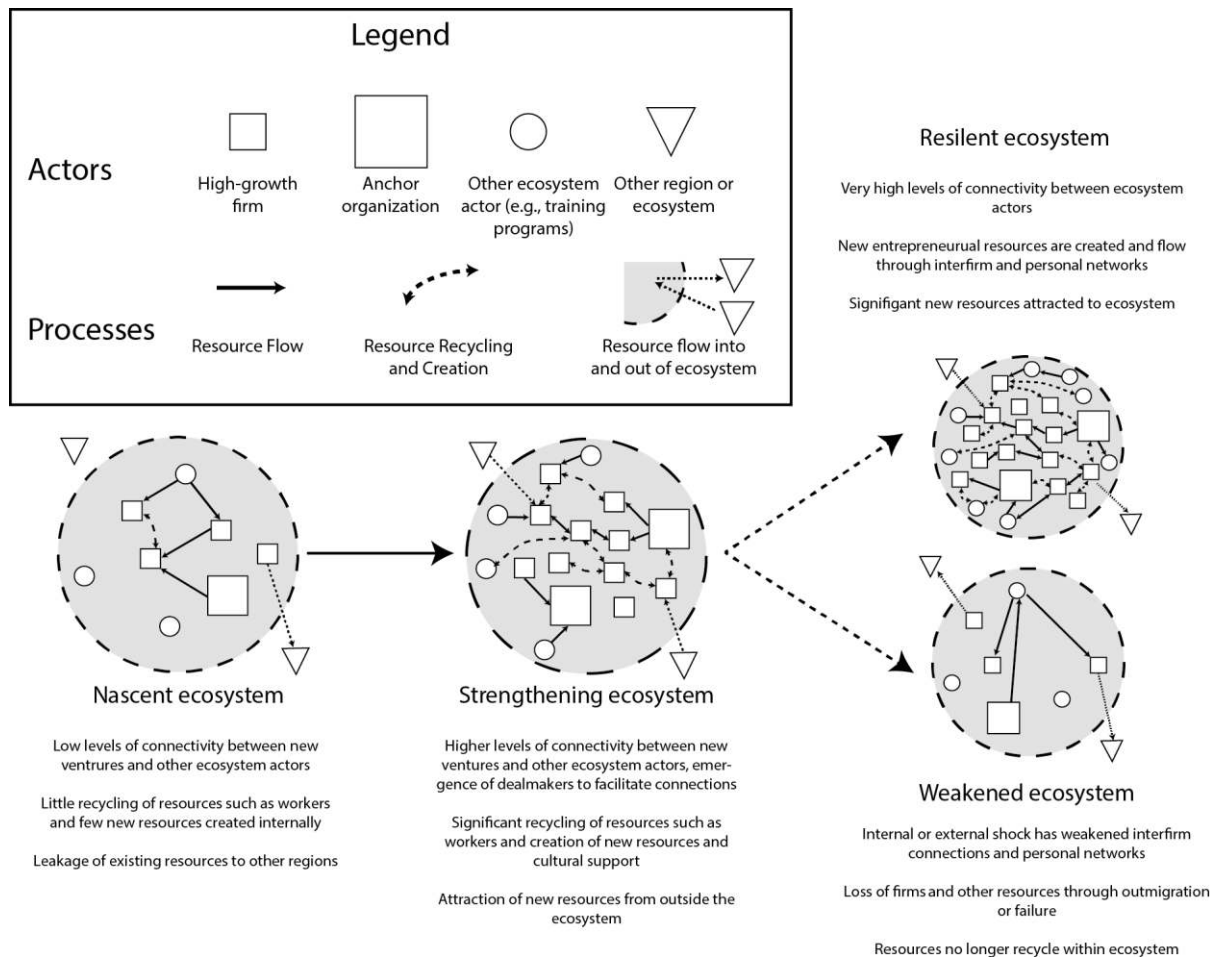 Legend
Actors
High-growth
firm
Anchor
organization
Other ecosystem
actor (e.g., training
programs)
Other region or
ecosystem
Processes
Resource Flow
Resource Recycling
and Creation
Resource flow into
and out of ecosystem
Resilent ecosystem
Very high levels of connectivity between ecosystem
actors
New entrepreneurual resources are created and flow
through interfirm and personal networks
Signifigant new resources attracted to ecosystem
Nascent ecosystem
Low levels of connectivity between new
ventrures and other ecosystem actors
Little recycling of resources such as workers
and few new resources created internally
Leakage of existing resources to other regions
Strengthening ecosystem
Higher levels of connectivity between new
ventures and other ecosystem actors, emer-
gence of dealmakers to facilitate connections
Significant recycling of resources such as
workers and creation of new resources and
cultural support
Attraction of new resources from outside the
ecosystem
Weakened ecosystem
Internal or external shock has weakened interfirm
connections and personal networks
Loss of firms and other resources through outmigration
or failure
Resources no longer recycle within ecosystem